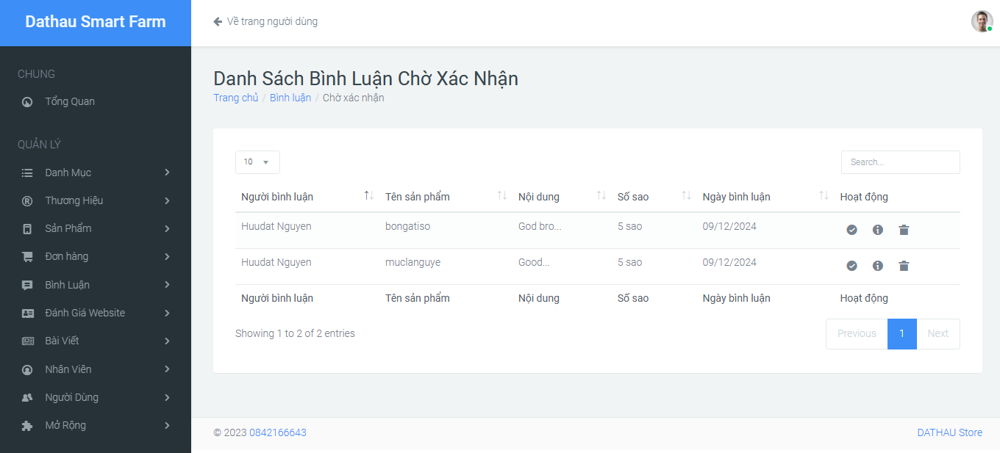 Dathau Smart Farm
Về trang người dùng
CHUNG
Tổng Quan
QUẢN LÝ
Danh Mục
Thương Hiệu
Sản Phẩm
Đơn hàng
Bình Luận
Đánh Giá Website
Bài Viết
Nhân Viên
Người Dùng
Mở Rộng
Danh Sách Bình Luận Chờ Xác Nhận
Trang chủ / Bình luận / Chờ xác nhận
10 Search...
Người bình luận Tên sản phẩm Nội dung Số sao Ngày bình luận Hoạt động
Huudat Nguyen bongatiso God bro... 5 sao 09/12/2024
Huudat Nguyen muclanguye Good... 5 sao 09/12/2024
Người bình luận Tên sản phẩm Nội dung Số sao Ngày bình luận Hoạt động
Showing 1 to 2 of 2 entries Previous 1 Next
© 2023 0842166643 DATHAU Store